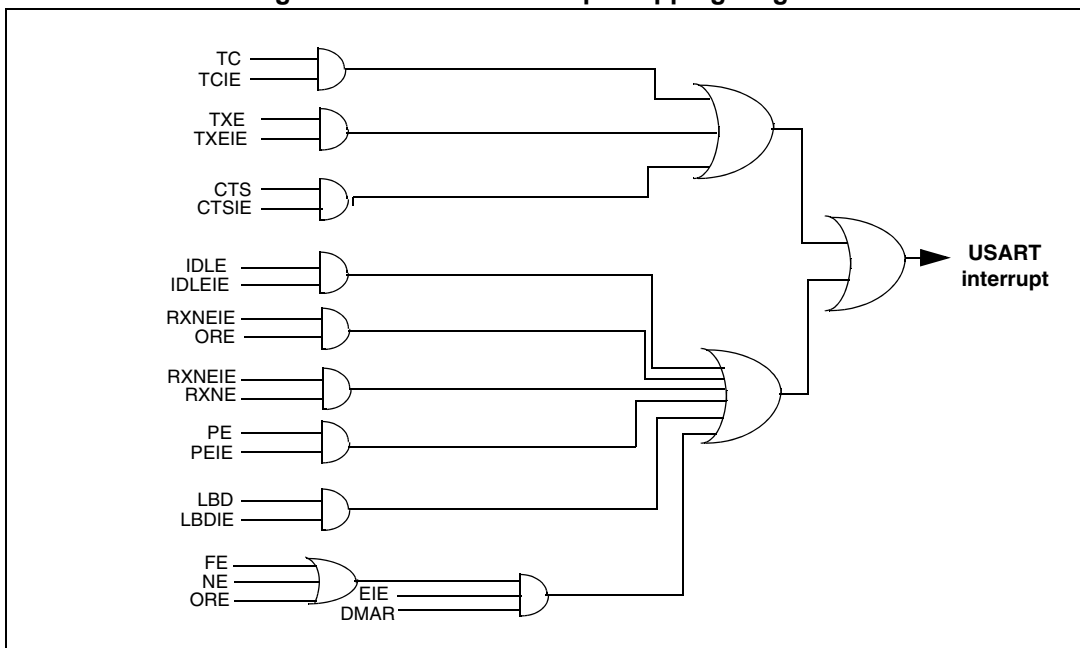 TC
TCIE
TXE
TXEIE
CTS
CTSIE
IDLE
IDLEIE
RXNEIE
ORE
RXNEIE
RXNE
PE
PEIE
LBD
LBDIE
FE
NE
ORE
EIE
DMAR
USART
interrupt